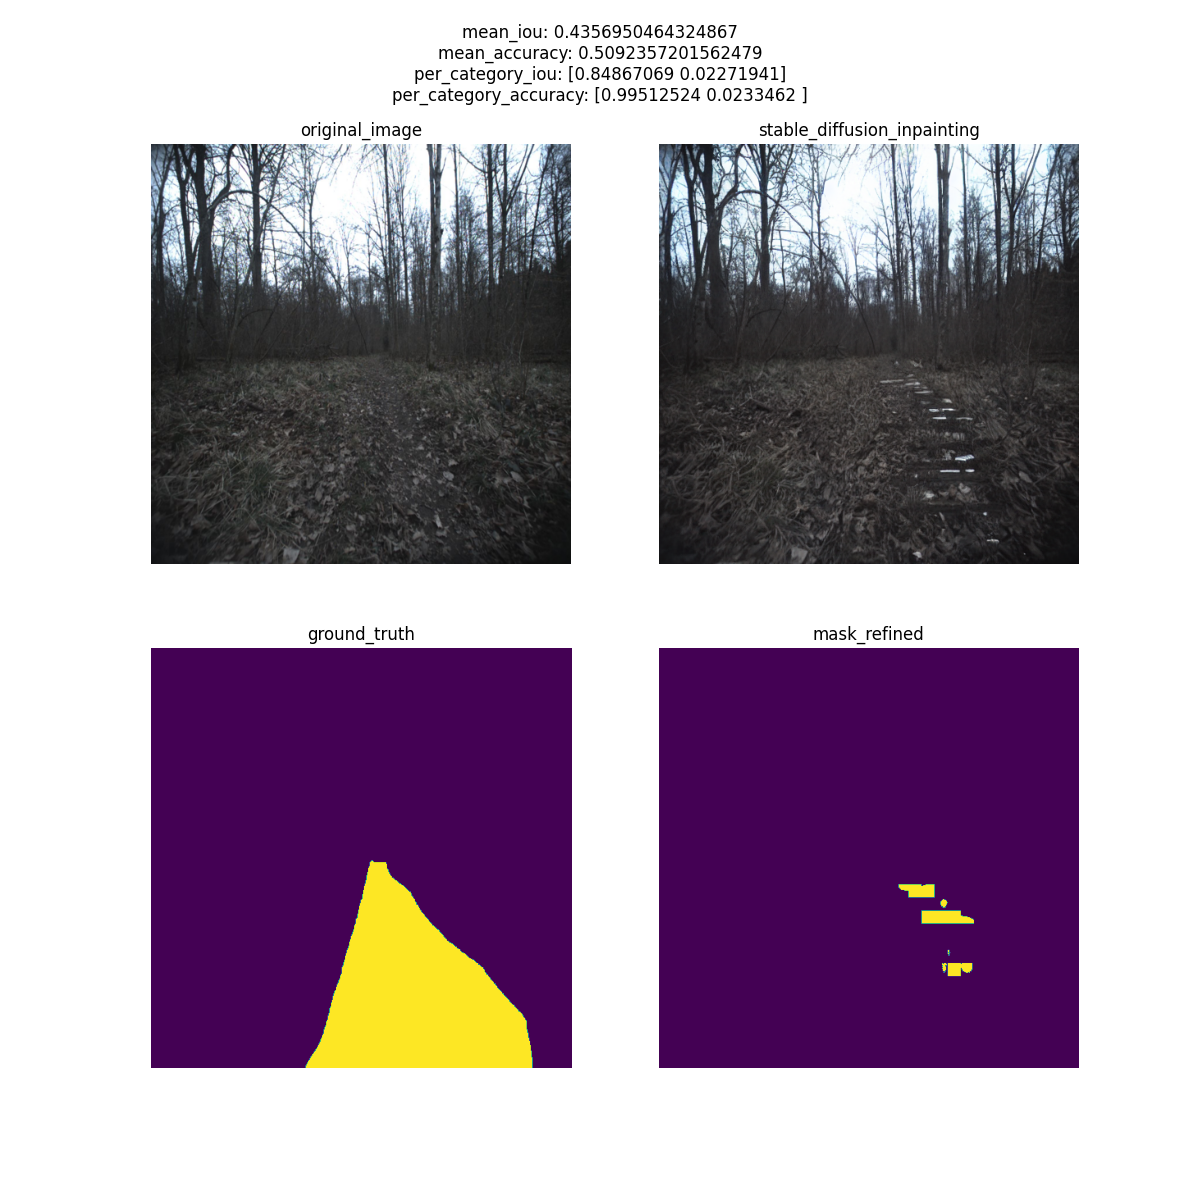 mean_iou: 0.4356950464324867
mean_accuracy: 0.5092357201562479
per_category_iou: [0.84867069 0.02271941]
per_category_accuracy: [0.99512524 0.0233462 ]
original_image
stable_diffusion_inpainting
ground_truth
mask_refined